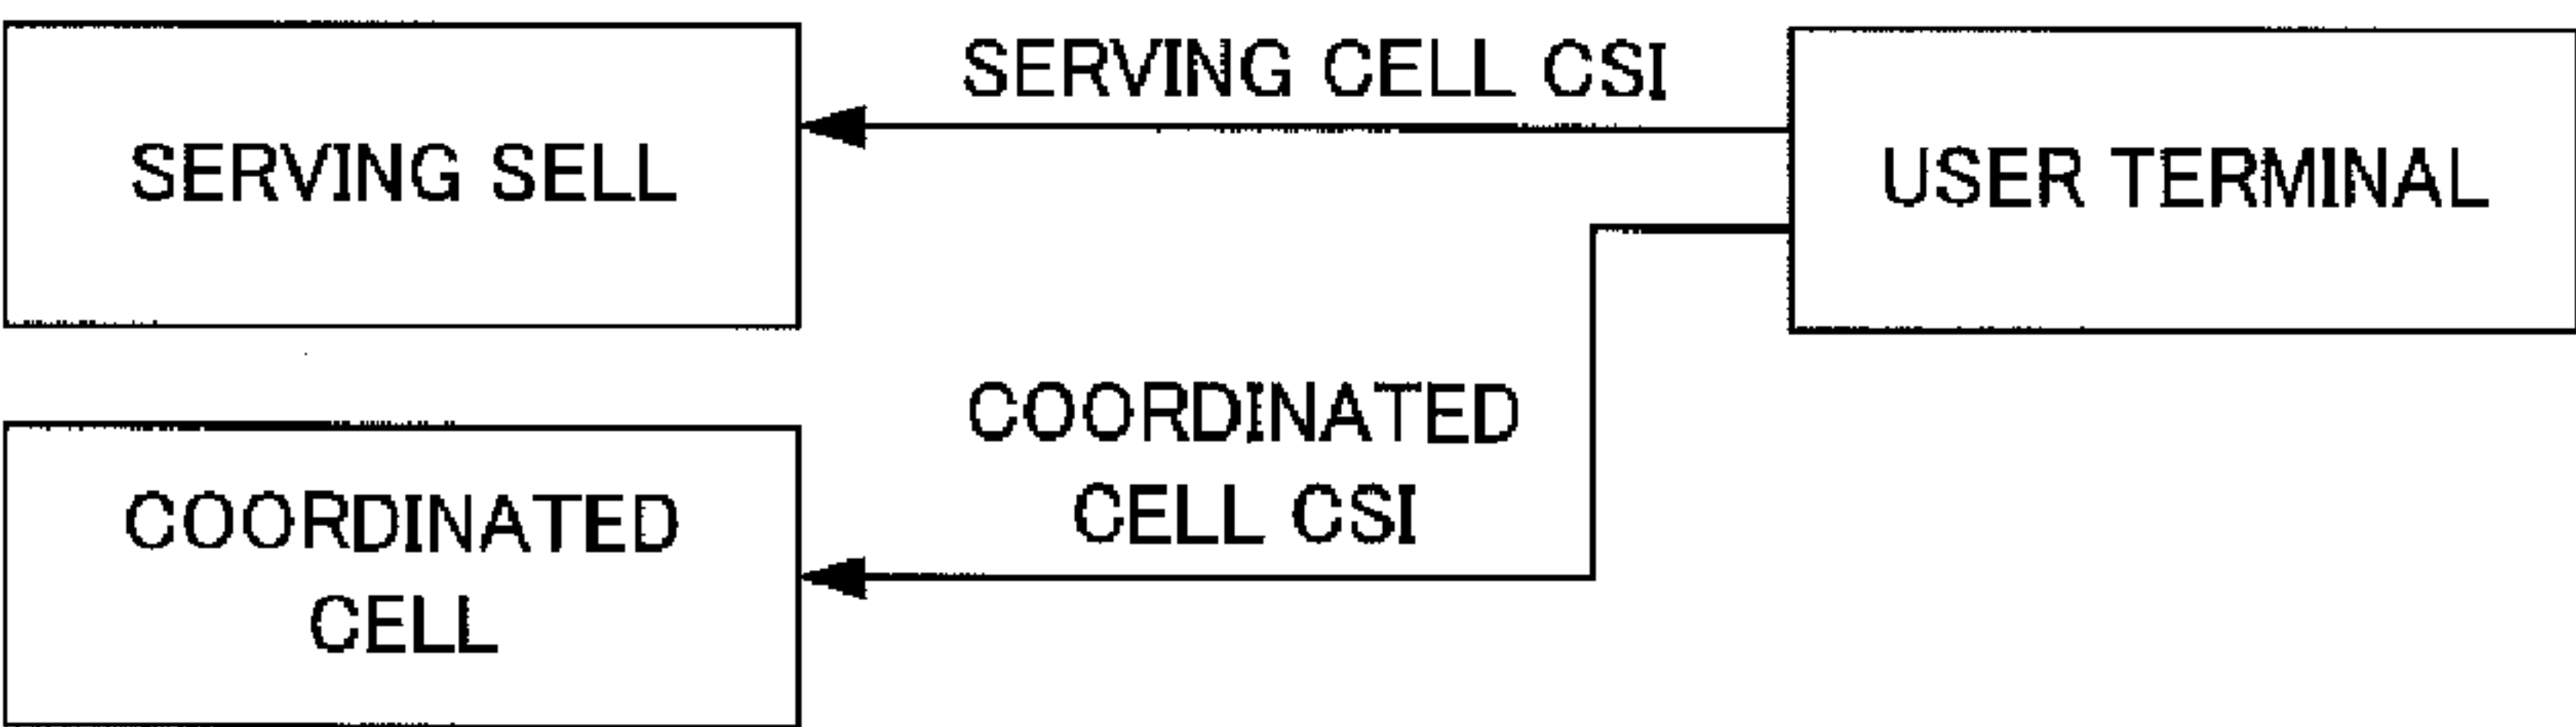 SERVING CELL CSI
SERVING SELL
USER TERMINAL
COORDINATED
CELL CSI
COORDINATED
CELL